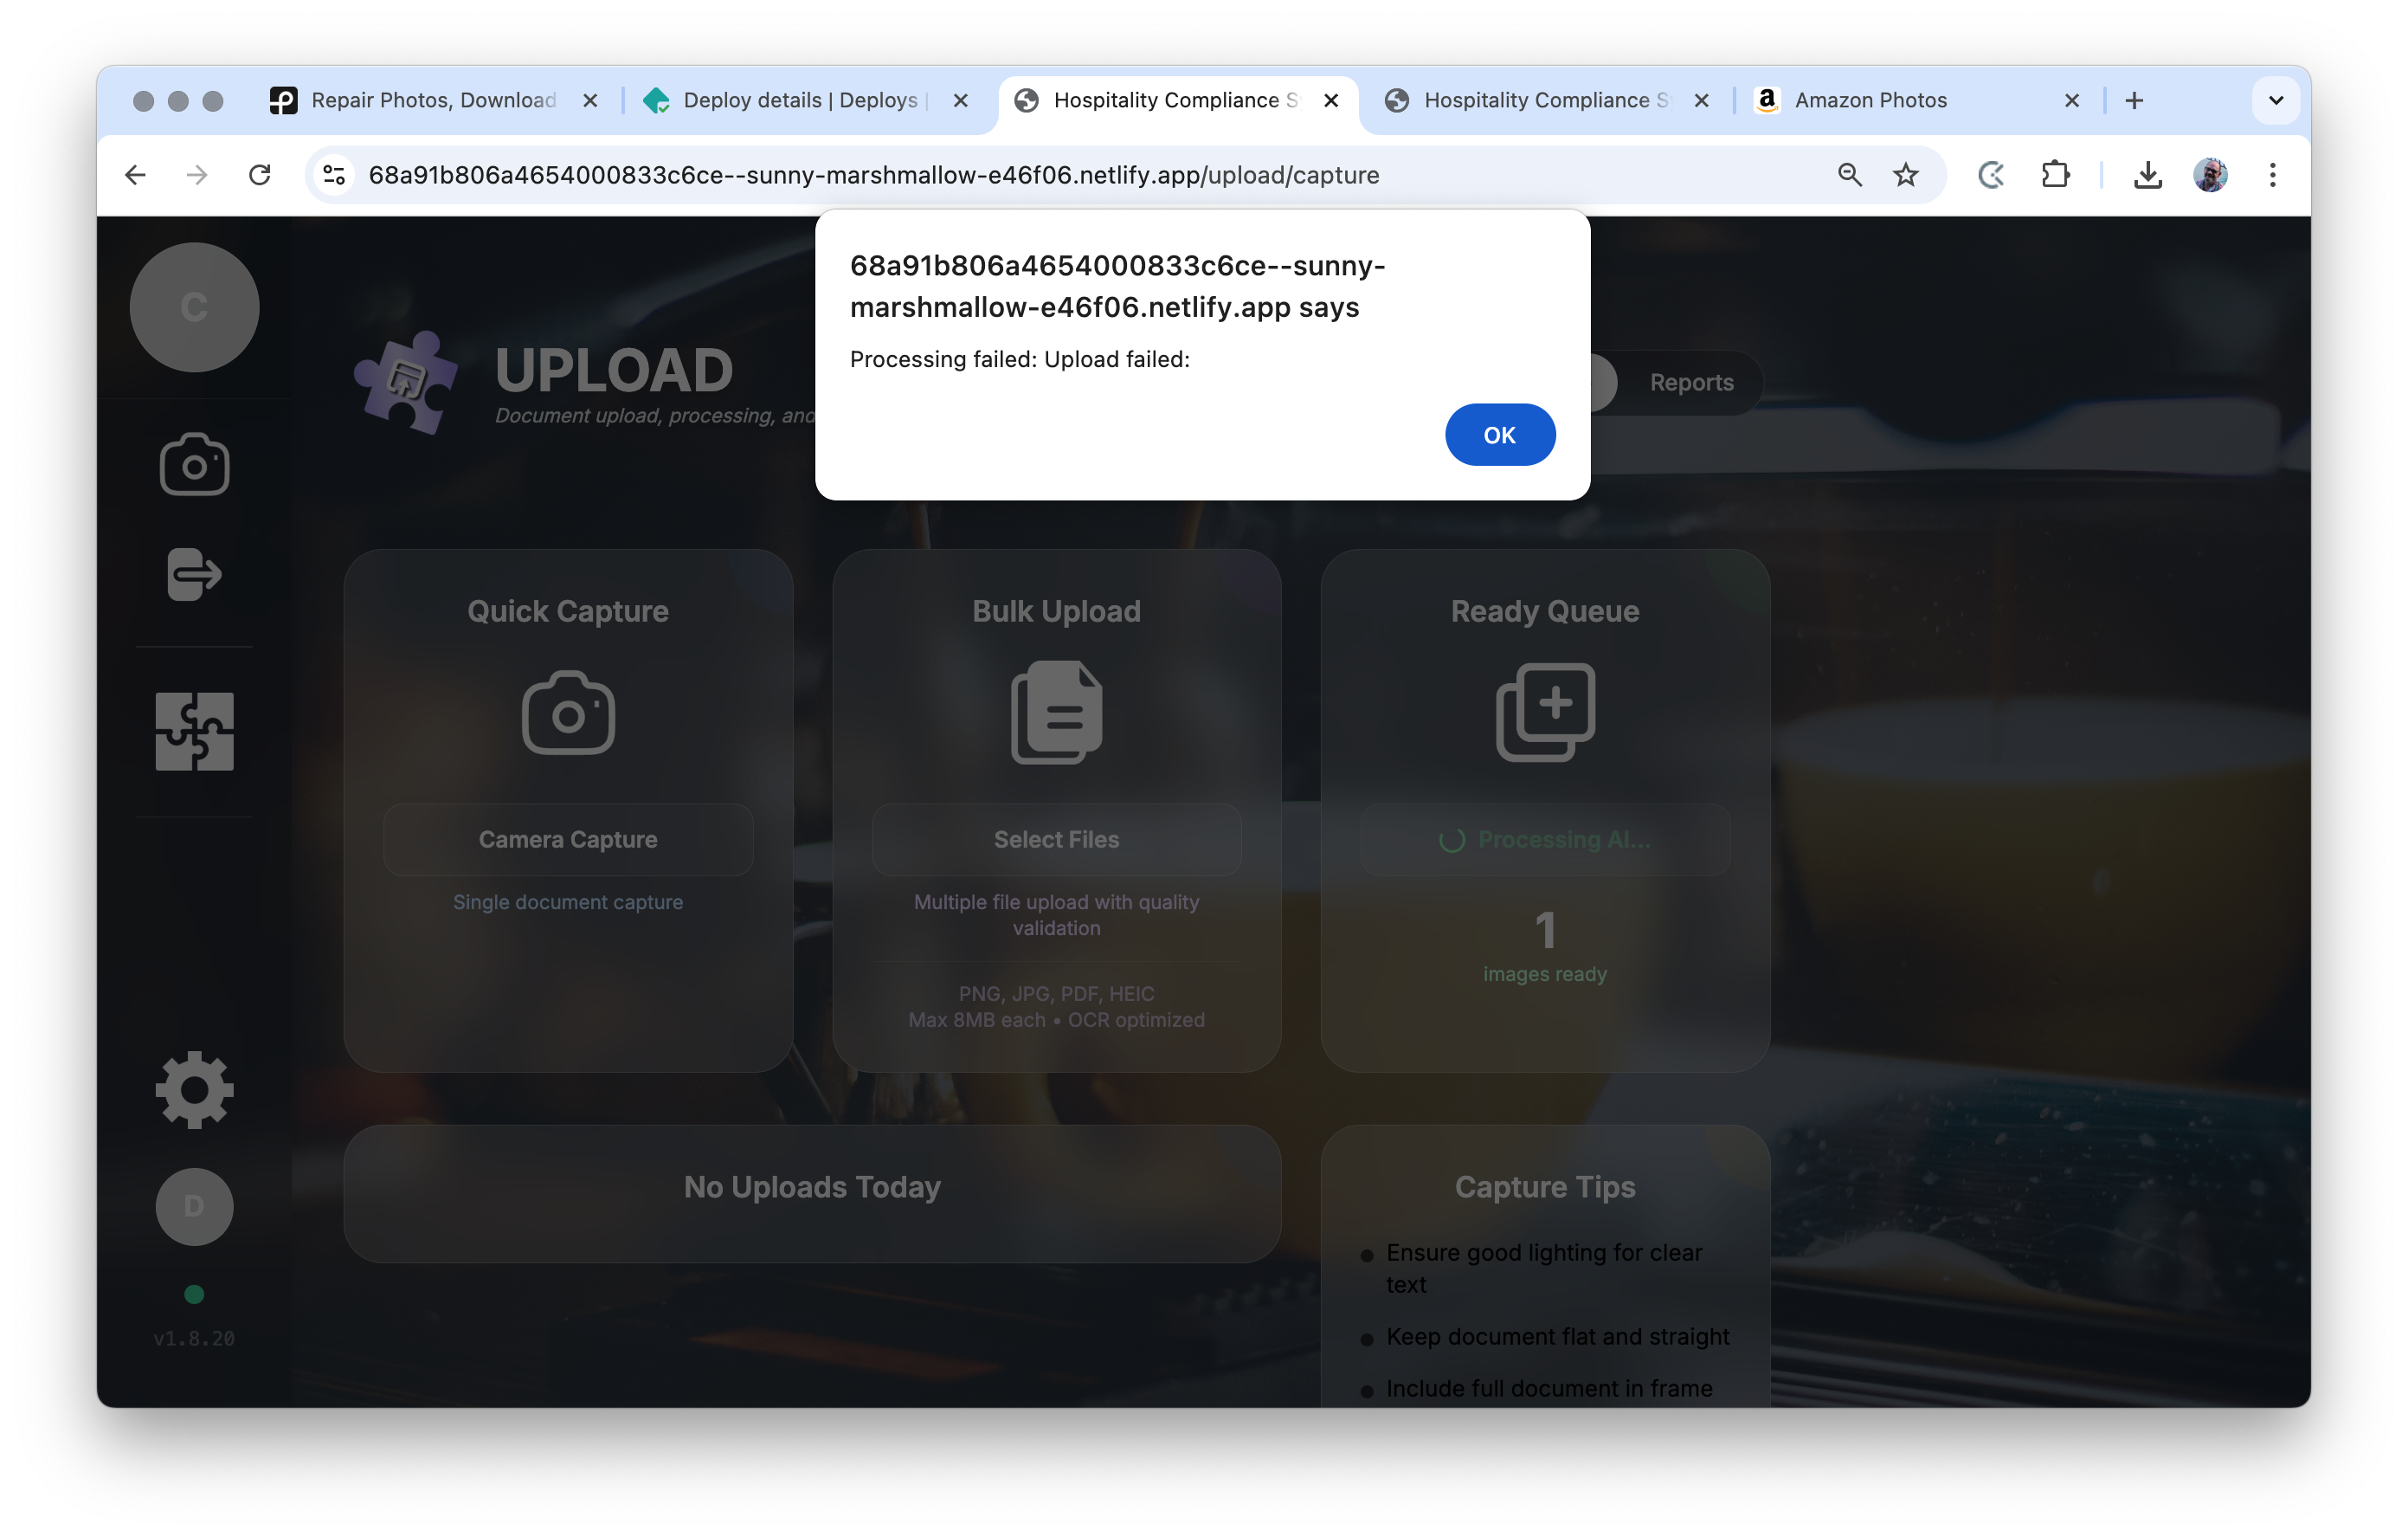 Repair Photos, Download
Deploy details | Deploys |
Hospitality Compliance S
Hospitality Compliance S
Amazon Photos
68a91b806a4654000833c6ce--sunny-marshmallow-e46f06.netlify.app/upload/capture
68a91b806a4654000833c6ce--sunny-
marshmallow-e46f06.netlify.app says
Processing failed: Upload failed:
OK
C
UPLOAD
Document upload, processing, and
Reports
Quick Capture
Camera Capture
Single document capture
Bulk Upload
Select Files
Multiple file upload with quality
validation
PNG, JPG, PDF, HEIC
Max 8MB each • OCR optimized
Ready Queue
Processing AI...
1
images ready
No Uploads Today
Capture Tips
Ensure good lighting for clear
text
Keep document flat and straight
Include full document in frame
D
v1.8.20